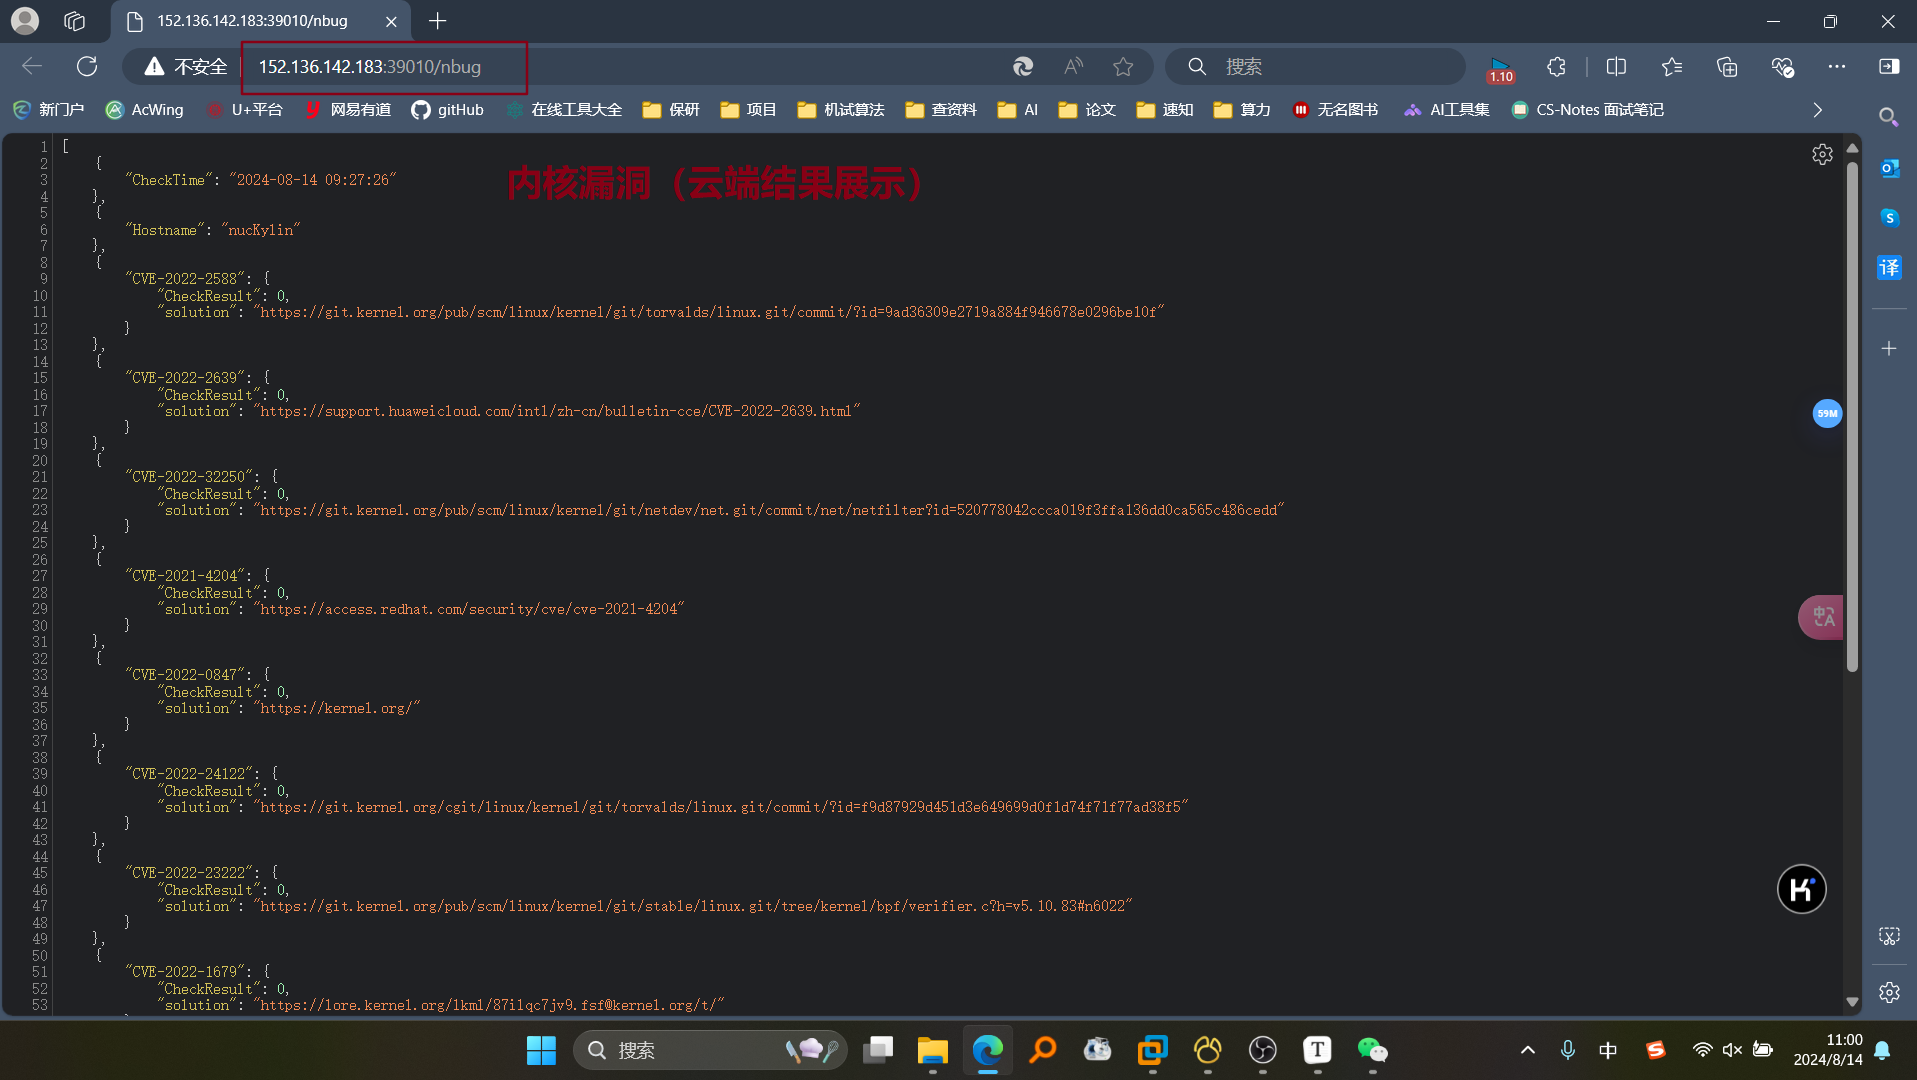 152.136.142.183:39010/nbug
不安全
152.136.142.183:39010/nbug
搜索
1.10
新门户
AcWing
U+平台
网易有道
gitHub
在线工具大全
保研
项目
机试算法
查资料
AI
论文
速知
算力
无名图书
AI工具集
CS-Notes 面试笔记
内核漏洞（云端结果展示）
1 [
2 {
3 "CheckTime": "2024-08-14 09:27:26"
4 },
5 {
6 "Hostname": "nucKylin"
7 },
8 {
9 "CVE-2022-2588": {
10 "CheckResult": 0,
11 "solution": "https://git.kernel.org/pub/scm/linux/kernel/git/torvalds/linux.git/commit/?id=9ad36309e2719a884f946678e0296be10f"
12 }
13 },
14 {
15 "CVE-2022-2639": {
16 "CheckResult": 0,
17 "solution": "https://support.huaweicloud.com/intl/zh-cn/bulletin-cce/CVE-2022-2639.html"
18 }
19 },
20 {
21 "CVE-2022-32250": {
22 "CheckResult": 0,
23 "solution": "https://git.kernel.org/pub/scm/linux/kernel/git/netdev/net.git/commit/net/netfilter?id=520778042ccca019f3ffa136dd0ca565c486cedd"
24 }
25 },
26 {
27 "CVE-2021-4204": {
28 "CheckResult": 0,
29 "solution": "https://access.redhat.com/security/cve/cve-2021-4204"
30 }
31 },
32 {
33 "CVE-2022-0847": {
34 "CheckResult": 0,
35 "solution": "https://kernel.org/"
36 }
37 },
38 {
39 "CVE-2022-24122": {
40 "CheckResult": 0,
41 "solution": "https://git.kernel.org/cgit/linux/kernel/git/torvalds/linux.git/commit/?id=f9d87929d451d3e649699d0f1d74f71f77ad38f5"
42 }
43 },
44 {
45 "CVE-2022-23222": {
46 "CheckResult": 0,
47 "solution": "https://git.kernel.org/pub/scm/linux/kernel/git/stable/linux.git/tree/kernel/bpf/verifier.c?h=v5.10.83#n6022"
48 }
49 },
50 {
51 "CVE-2022-1679": {
52 "CheckResult": 0,
53 "solution": "https://lore.kernel.org/lkml/87ilqc7jv9.fsf@kernel.org/t/"
译
59M
搜索
中
11:00
2024/8/14